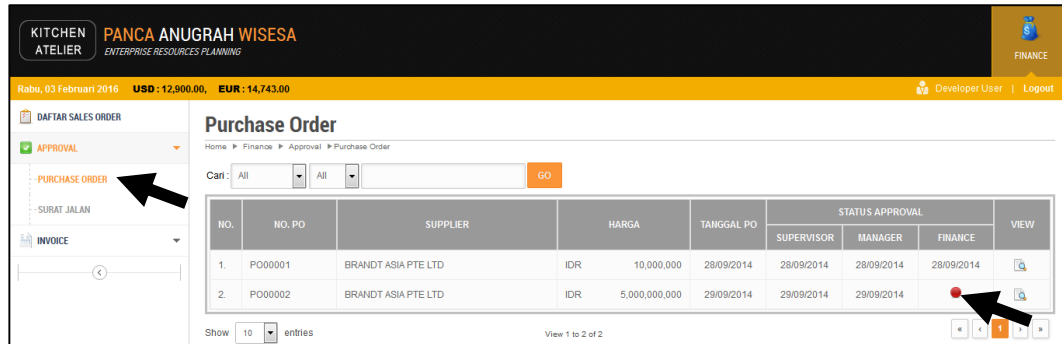 KITCHEN ATELIER
PANCA ANUGRAH WISESA
ENTERPRISE RESOURCES PLANNING
FINANCE
Rabu, 03 Februari 2016 USD : 12,900.00, EUR : 14,743.00
Developer User | Logout
DAFTAR SALES ORDER
APPROVAL
PURCHASE ORDER
SURAT JALAN
INVOICE
Purchase Order
Home Finance Approval Purchase Order
Cari : All All GO
NO. NO. PO SUPPLIER HARGA TANGGAL PO STATUS APPROVAL VIEW
SUPERVISOR MANAGER FINANCE
1. PO00001 BRANDT ASIA PTE LTD IDR 10,000,000 28/09/2014 28/09/2014 28/09/2014 28/09/2014
2. PO00002 BRANDT ASIA PTE LTD IDR 5,000,000,000 29/09/2014 29/09/2014 29/09/2014
Show 10 entries View 1 to 2 of 2 « ‹ 1 › »